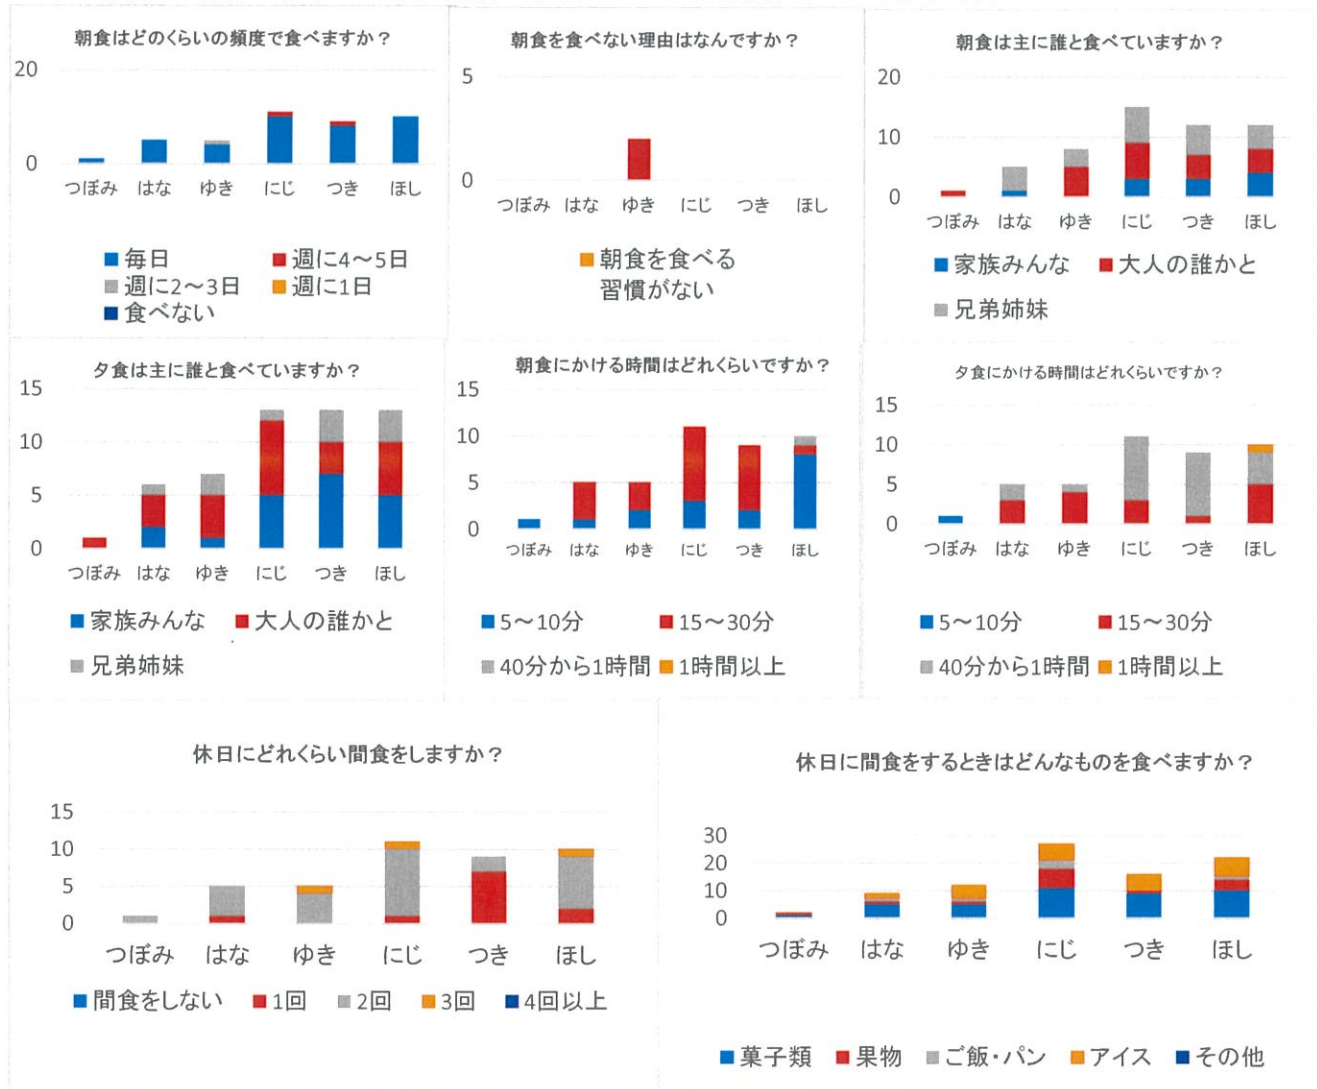 朝食はどのくらいの頻度で食べますか？
20
0
つぼみ はな ゆき にじ つき ほし
毎日 週に4～5日
週に2～3日 週に1日
食べない
朝食を食べない理由はなんですか？
5
0
つぼみ はな ゆき にじ つき ほし
朝食を食べる
習慣がない
朝食は主に誰と食べていますか？
20
10
0
つぼみ はな ゆき にじ つき ほし
家族みんな 大人の誰かと
兄弟姉妹
夕食は主に誰と食べていますか？
15
10
5
0
つぼみ はな ゆき にじ つき ほし
家族みんな 大人の誰かと
兄弟姉妹
朝食にかける時間はどれくらいですか？
15
10
5
0
つぼみ はな ゆき にじ つき ほし
5～10分 15～30分
40分から1時間 1時間以上
夕食にかける時間はどれくらいですか？
15
10
5
0
つぼみ はな ゆき にじ つき ほし
5～10分 15～30分
40分から1時間 1時間以上
休日にどれくらい間食をしますか？
15
10
5
0
つぼみ はな ゆき にじ つき ほし
間食をしない 1回 2回 3回 4回以上
休日に間食をするときはどんなものを食べますか？
30
20
10
0
つぼみ はな ゆき にじ つき ほし
菓子類 果物 ご飯・パン アイス その他